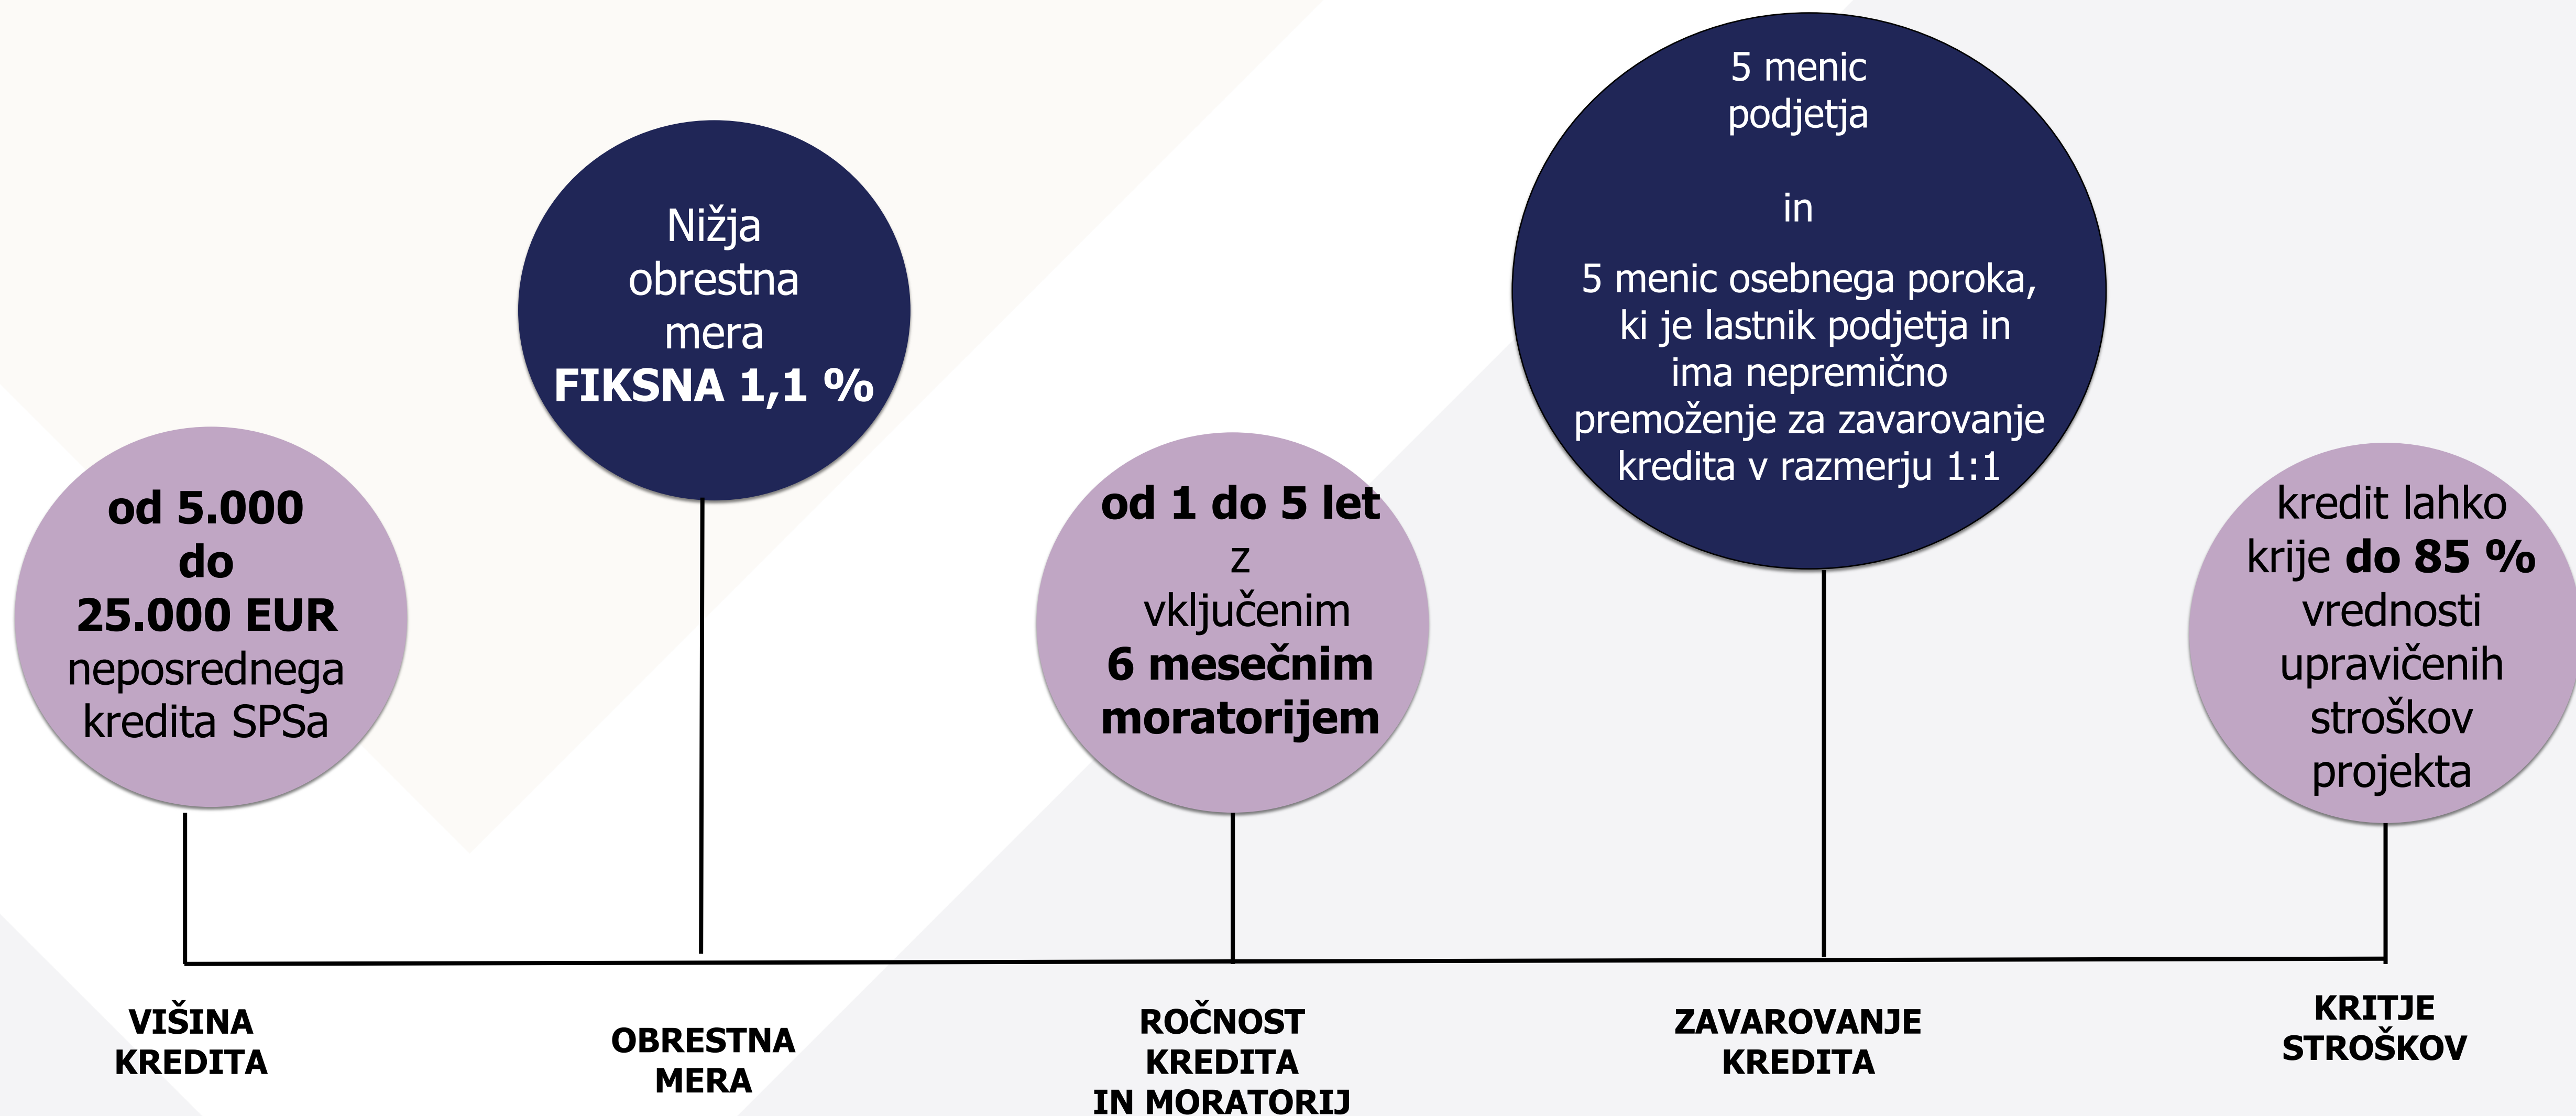 od 5.000
do
25.000 EUR
neposrednega
kredita SPSa
Nižja
obrestna
mera
FIKSNA 1,1 %
od 1 do 5 let
z
vključenim
6 mesečnim
moratorijem
5 menic
podjetja
in
5 menic osebnega poroka,
ki je lastnik podjetja in
ima nepremično
premoženje za zavarovanje
kredita v razmerju 1:1
kredit lahko
krije do 85 %
vrednosti
upravičenih
stroškov
projekta
VIŠINA
KREDITA
OBRESTNA
MERA
ROČNOST
KREDITA
IN MORATORIJ
ZAVAROVANJE
KREDITA
KRITJE
STROŠKOV